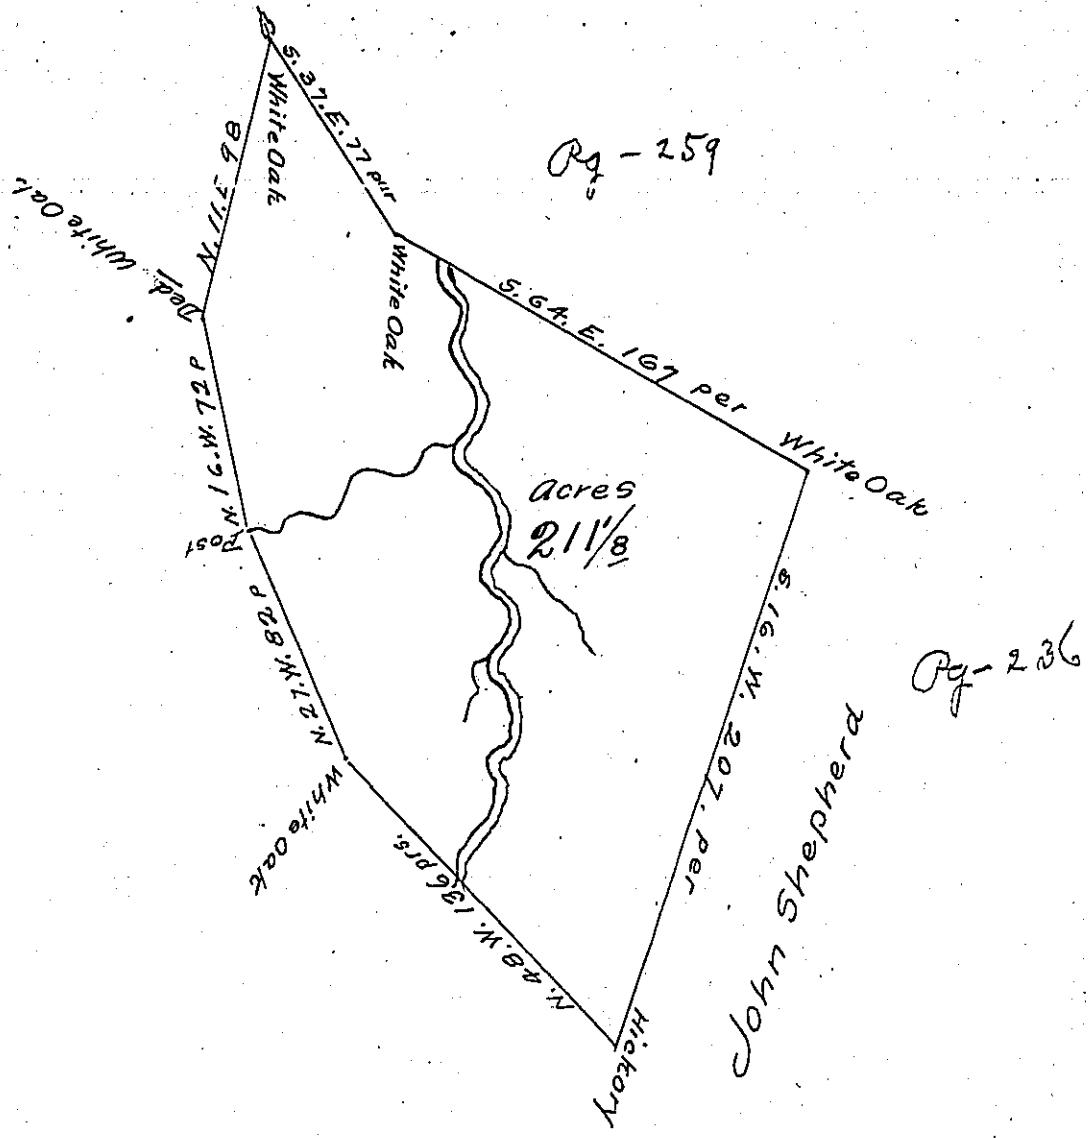 S. 37. E. 77 pur
White Oak
N. 11. E 98
Pg - 259
White Oak
Ded
White Oak
S. 64. E. 167 per
N. 16. W. 72 P
White Oak
acres
211 1/8
Post
N. 27. W. 82 P
S. 16. W. 207. per
Pg - 236
John Shepherd
White Oak
N. 48. W. 136 prs.
Hickory